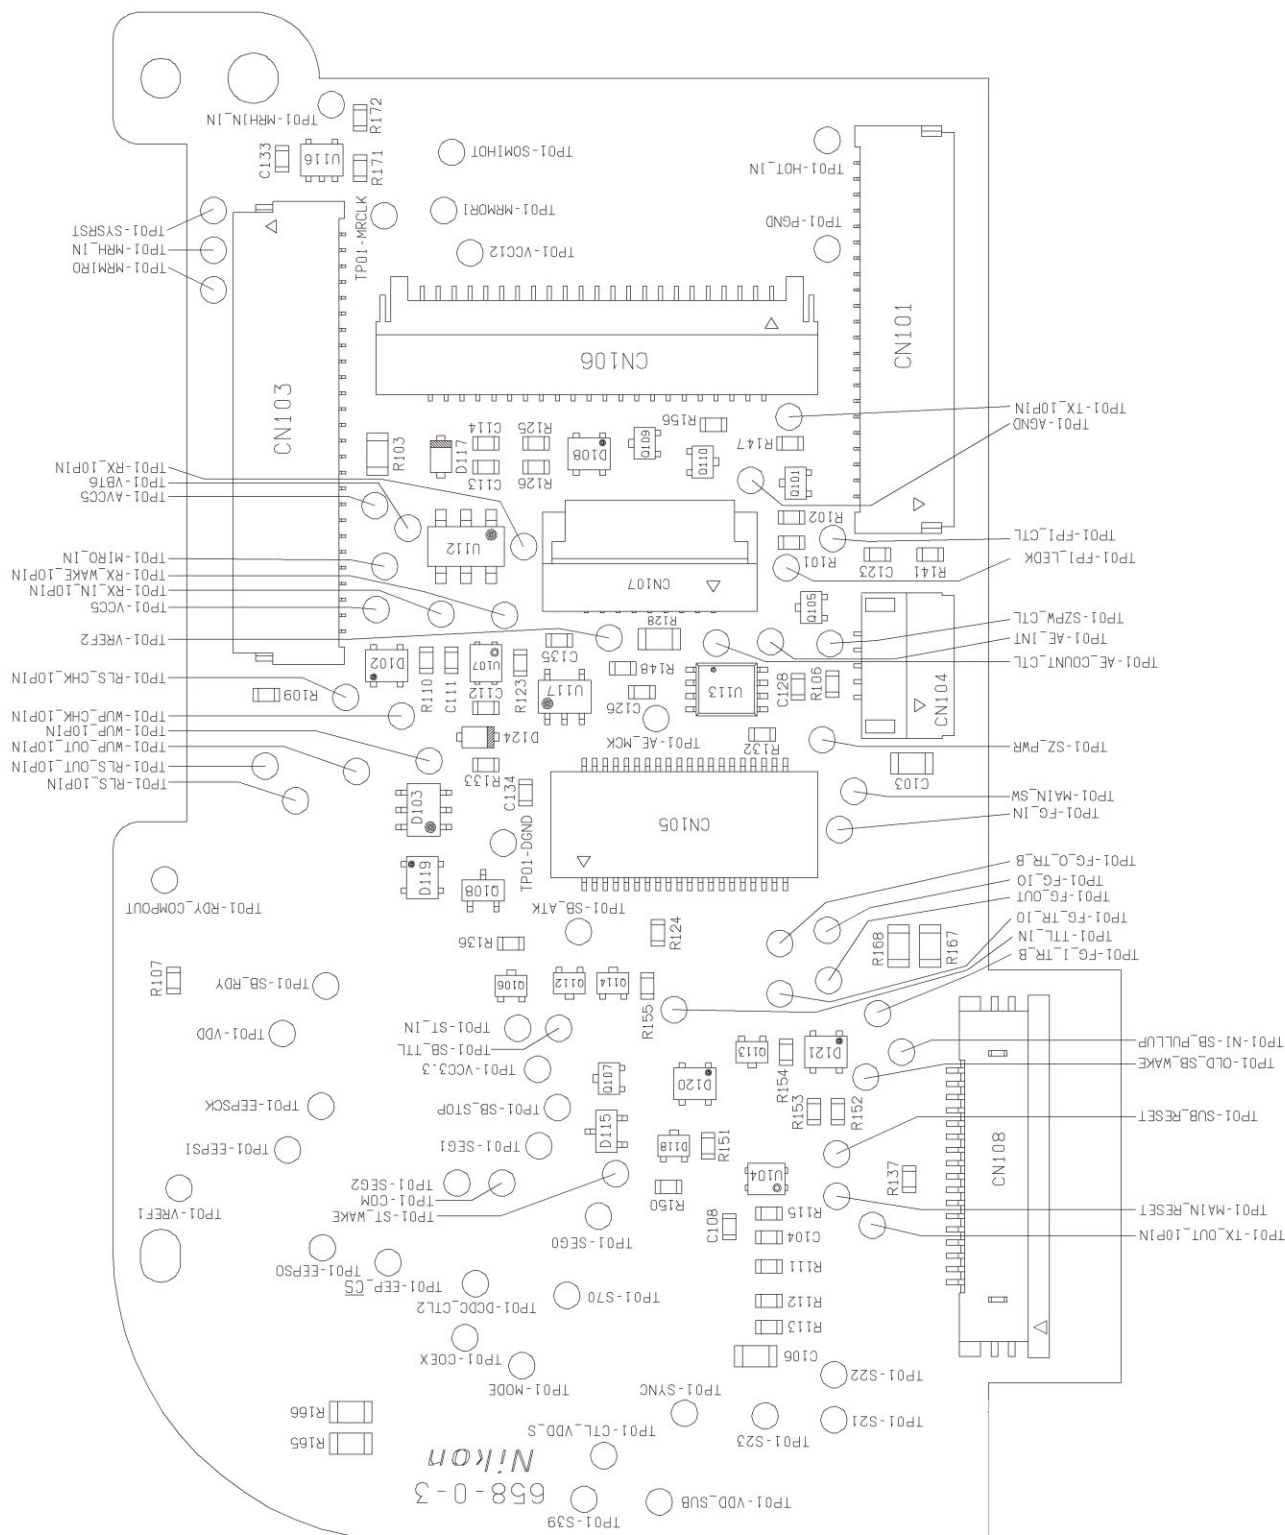 TP01-MRHIN_IN
R172
C133
U116
R171
TP01-SOMIHOT
TP01-HOT_IN
TP01-SYSRST
TP01-MRH_IN
TP01-MRMIRO
TP01-MRCLK
TP01-MRMORI
TP01-PGND
TP01-VCC12
CN101
CN106
CN103
TP01-TX_10PIN
TP01-AGND
R156
R147
C114
R125
Q109
D108
D110
R103
D117
C113
R126
Q101
TP01-RX_10PIN
TP01-VBT6
TP01-AVCC5
R102
TP01-FPI_CTL
TP01-FPI_LEDK
U112
R101
C123
R141
TP01-MIRO_IN
TP01-RX_WAKE_10PIN
TP01-RX_IN_10PIN
TP01-VCC5
TP01-VREF2
CN107
Q105
R128
TP01-SZPW_CTL
TP01-AE_INT
TP01-AE_COUNT_CTL
C135
R148
D102
R110
C111
U107
C112
R123
U117
U113
C128
R106
CN104
TP01-RLS_CHK_10PIN
R109
C126
TP01-WUP_CHK_10PIN
TP01-WUP_10PIN
TP01-WUP_OUT_10PIN
TP01-RLS_OUT_10PIN
TP01-RLS_10PIN
D124
TP01-AE_MCK
R132
TP01-SZ_PWR
R133
C134
C103
TP01-MAIN_SW
TP01-FG_IN
D103
CN105
TP01-DGND
D119
Q108
TP01-RDY_COMPOUT
TP01-SB_ATK
TP01-FG_O_TR_B
TP01-FG_IO
TP01-FG_OUT
TP01-FG_TR_IO
TP01-TTL_IN
TP01-FG_I_TR_B
R136
R124
R168
R167
R107
TP01-SB_RDY
Q106
Q112
Q114
R155
TP01-VDD
TP01-ST_IN
TP01-SB_TTL
TP01-VCC3.3
Q113
R154
D121
TP01-NI_SB_PULLUP
TP01-OLD_SB_WAKE
Q107
D120
TP01-EEPSCK
TP01-SB_STOP
R153
R152
TP01-SUB_RESET
TP01-EEPSI
TP01-SEG1
D115
D118
R151
CN108
U104
R137
TP01-SEG2
TP01-COM
TP01-ST_WAKE
R150
TP01-VREF1
TP01-SEG0
C108
R115
C104
TP01-MAIN_RESET
TP01-TX_OUT_10PIN
TP01-EEPSO
TP01-EEP_CS
R111
TP01-DCDC_CTL2
TP01-S70
R112
R113
TP01-COEX
C106
TP01-MODE
TP01-SYNC
TP01-S22
R166
R165
TP01-CTL_VDD_S
TP01-S23
TP01-S21
Nikon
658-0-3
TP01-S39
TP01-VDD_SUB